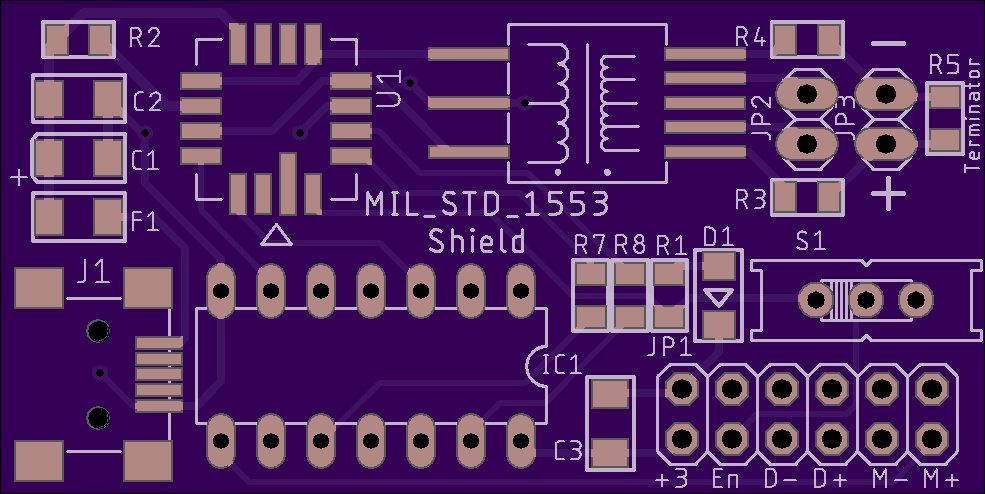 R2
U1
R4
R5
C2
JP2
JP3
Terminator
C1
+
F1
R3
MIL_STD_1553
Shield
J1
R7 R8 R1
D1
S1
JP1
IC1
C3
+3 En D- D+ M- M+